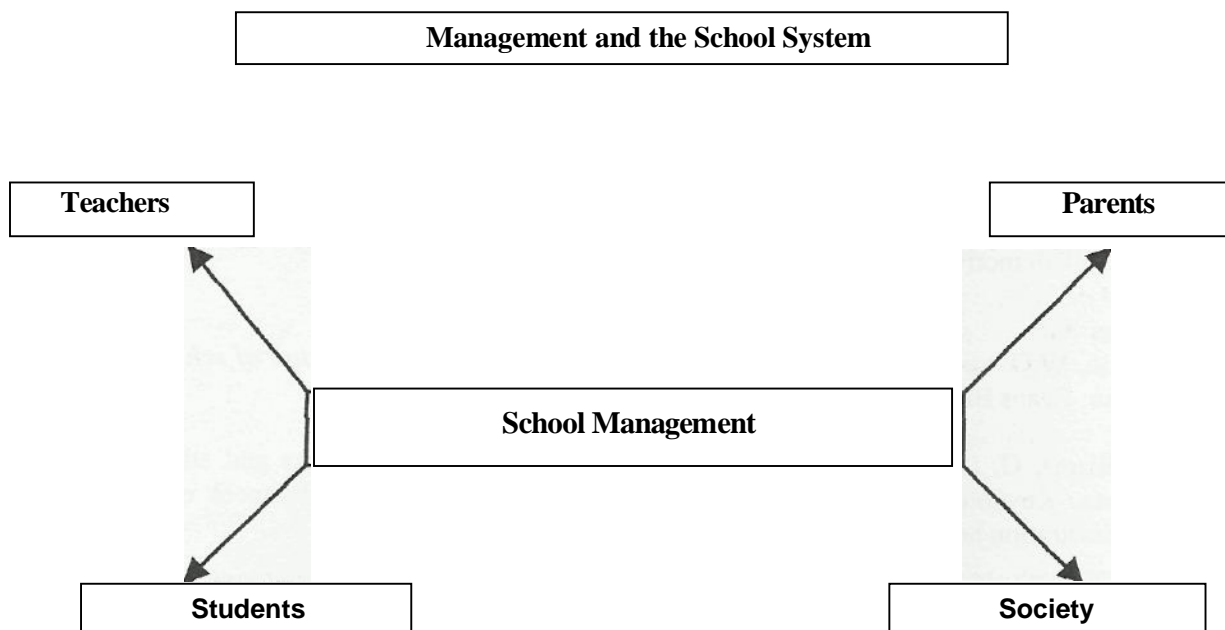 Management and the School System
Teachers
Parents
School Management
Students
Society